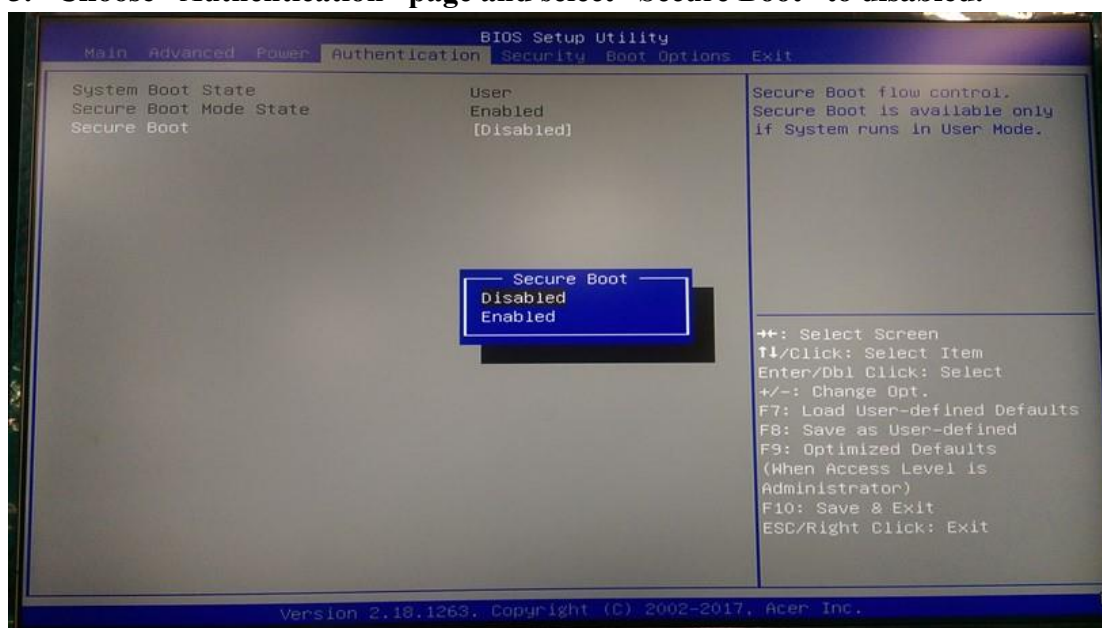 "Authentication" page and select "Secure Boot" to disabled.
BIOS Setup Utility
Main Advanced Power Authentication Security Boot Options Exit
System Boot State User
Secure Boot Mode State Enabled
Secure Boot [Disabled]
Secure Boot flow control.
Secure Boot is available only
if System runs in User Mode.
Secure Boot
Disabled
Enabled
→←: Select Screen
↑↓/Click: Select Item
Enter/Dbl Click: Select
+/-: Change Opt.
F7: Load User-defined Defaults
F8: Save as User-defined
F9: Optimized Defaults
(When Access Level is
Administrator)
F10: Save & Exit
ESC/Right Click: Exit
Version 2.18.1263. Copyright (C) 2002-2017, Acer Inc.